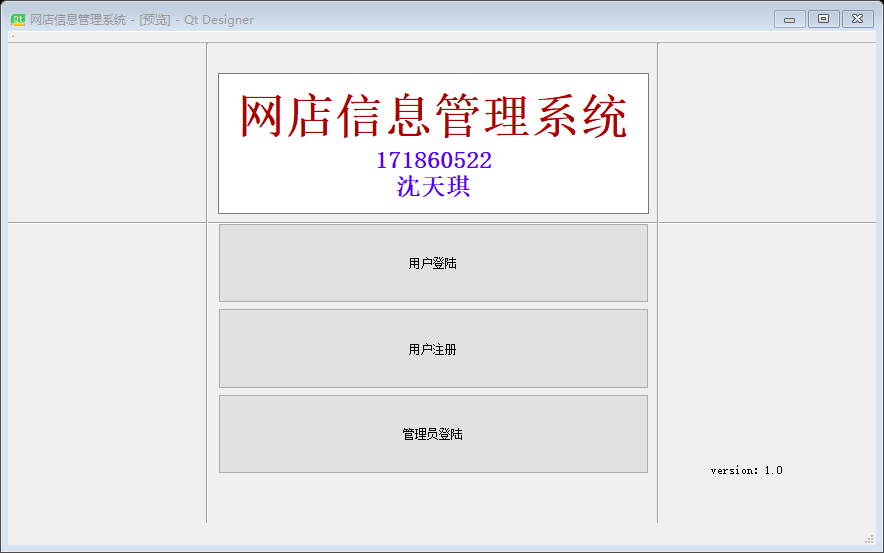 网店信息管理系统 - [预览] - Qt Designer
网店信息管理系统
171860522
沈天琪
用户登陆
用户注册
管理员登陆
version: 1.0